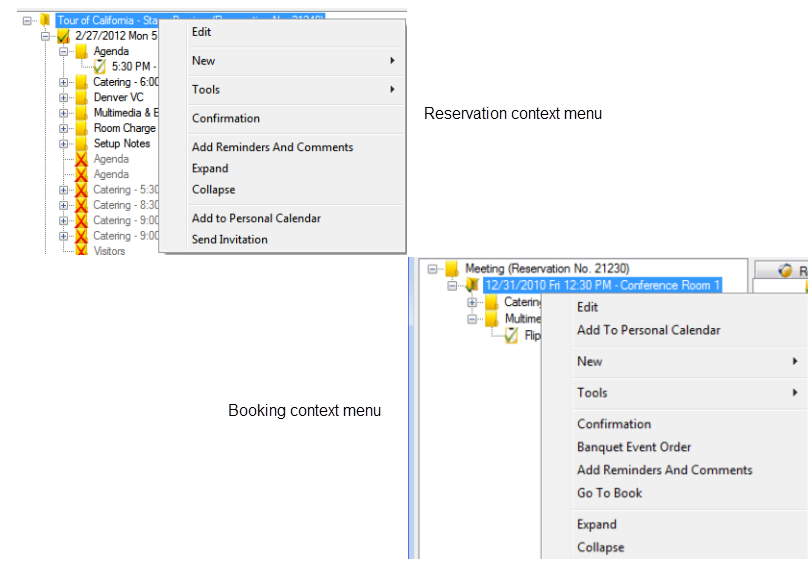 Tour of California - Sta
2/27/2012 Mon 5
Agenda
5:30 PM -
Catering - 6:00
Denver VC
Multimedia & E
Room Charge
Setup Notes
Agenda
Agenda
Catering - 5:30
Catering - 8:30
Catering - 9:00
Catering - 9:00
Visitors
Edit
New
Tools
Confirmation
Add Reminders And Comments
Expand
Collapse
Add to Personal Calendar
Send Invitation
Reservation context menu
Booking context menu
Meeting (Reservation No. 21230)
12/31/2010 Fri 12:30 PM - Conference Room 1
Catering
Multime
Flip
R
Edit
Add To Personal Calendar
New
Tools
Confirmation
Banquet Event Order
Add Reminders And Comments
Go To Book
Expand
Collapse